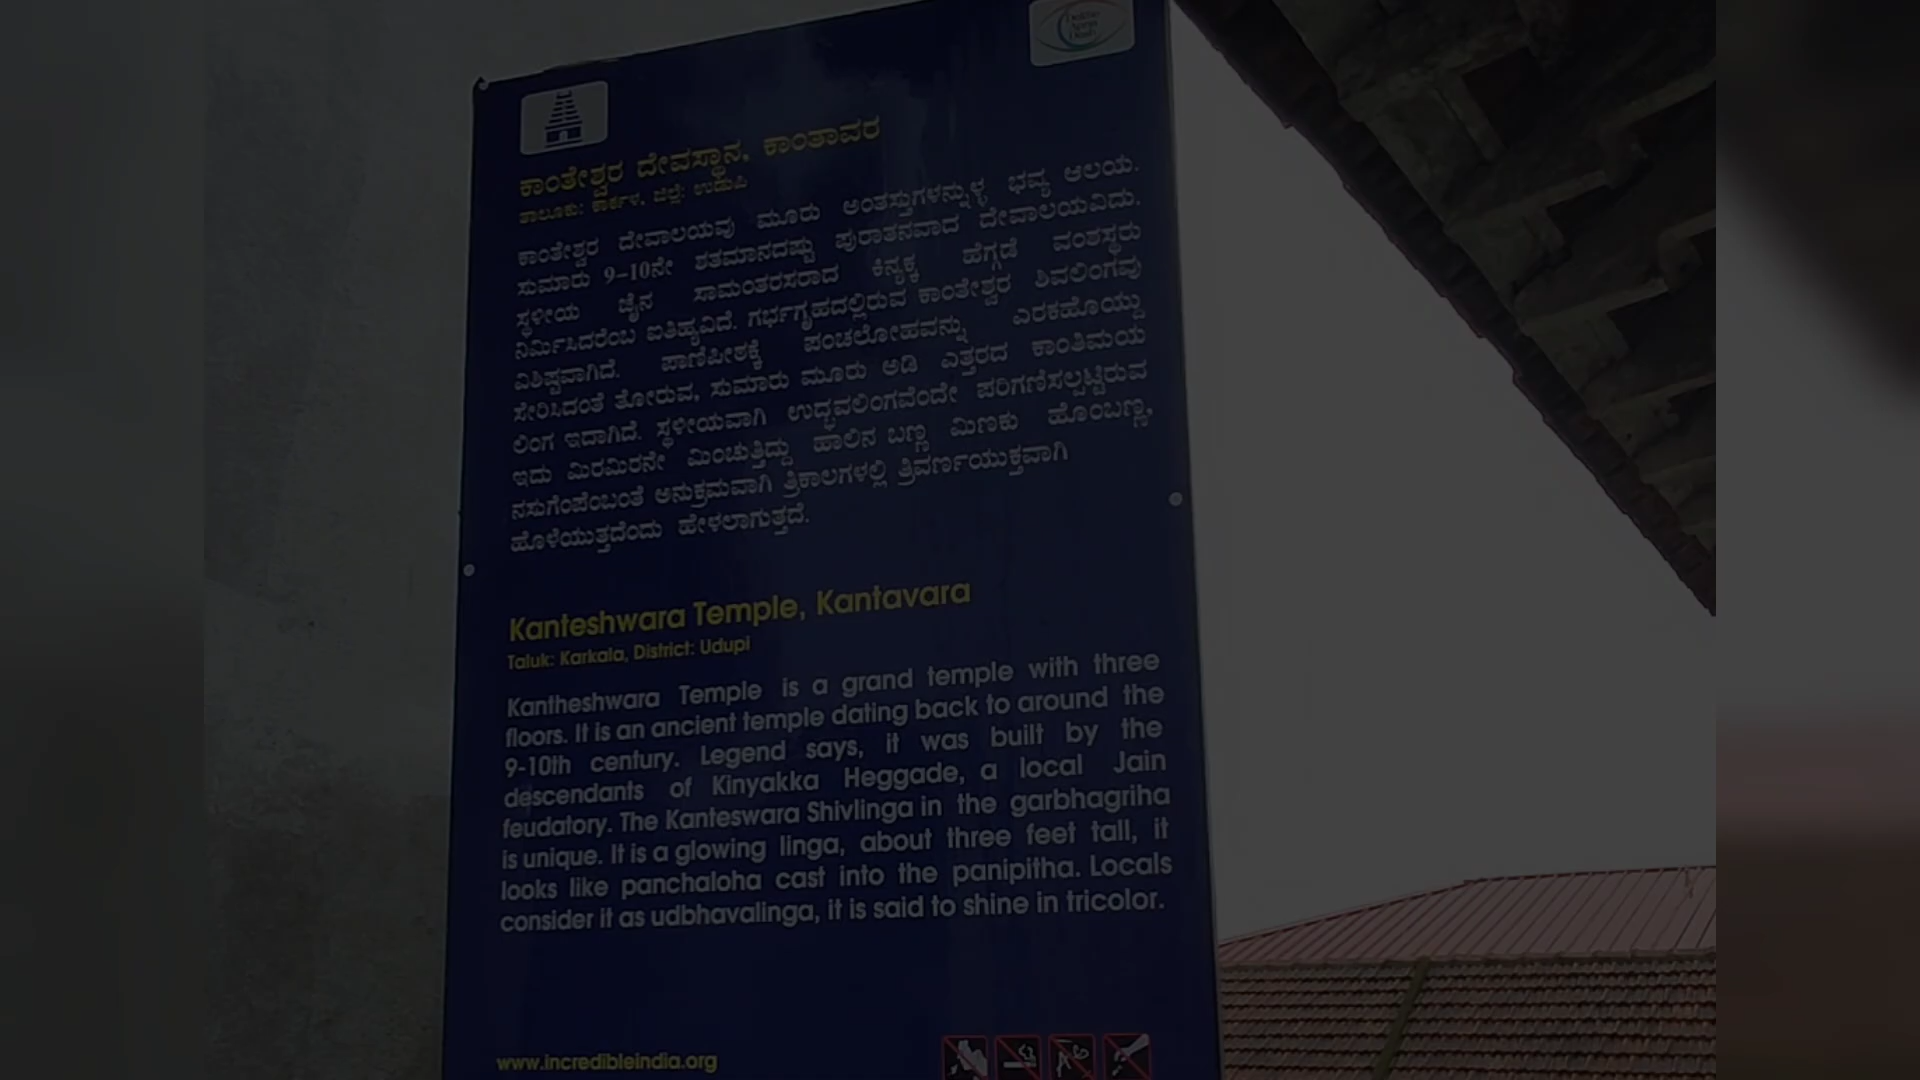 Dekho
Apna
Desh
ಕಾಂತೇಶ್ವರ ದೇವಸ್ಥಾನ, ಕಾಂತಾವರ
ತಾಲೂಕು: ಕಾರ್ಕಳ, ಜಿಲ್ಲೆ: ಉಡುಪಿ
ಕಾಂತೇಶ್ವರ ದೇವಾಲಯವು ಮೂರು ಅಂತಸ್ತುಗಳನ್ನುಳ್ಳ ಭವ್ಯ ಆಲಯ.
ಸುಮಾರು 9-10ನೇ ಶತಮಾನದಷ್ಟು ಪುರಾತನವಾದ ದೇವಾಲಯವಿದು.
ಸ್ಥಳೀಯ ಜೈನ ಸಾಮಂತರಸರಾದ ಕಿನ್ಯಕ್ಕ ಹೆಗ್ಗಡೆ ವಂಶಸ್ಥರು
ನಿರ್ಮಿಸಿದರೆಂಬ ಐತಿಹ್ಯವಿದೆ. ಗರ್ಭಗೃಹದಲ್ಲಿರುವ ಕಾಂತೇಶ್ವರ ಶಿವಲಿಂಗವು
ವಿಶಿಷ್ಟವಾಗಿದೆ. ಪಾಣಿಪೀಠಕ್ಕೆ ಪಂಚಲೋಹವನ್ನು ಎರಕಹೊಯ್ದು
ಸೇರಿಸಿದಂತೆ ತೋರುವ, ಸುಮಾರು ಮೂರು ಅಡಿ ಎತ್ತರದ ಕಾಂತಿಮಯ
ಲಿಂಗ ಇದಾಗಿದೆ. ಸ್ಥಳೀಯವಾಗಿ ಉದ್ಭವಲಿಂಗವೆಂದೇ ಪರಿಗಣಿಸಲ್ಪಟ್ಟಿರುವ
ಇದು ಮಿರಮಿರನೇ ಮಿಂಚುತ್ತಿದ್ದು ಹಾಲಿನ ಬಣ್ಣ ಮಿಣಕು ಹೊಂಬಣ್ಣ,
ನಸುಗೆಂಪೆಂಬಂತೆ ಅನುಕ್ರಮವಾಗಿ ತ್ರಿಕಾಲಗಳಲ್ಲಿ ತ್ರಿವರ್ಣಯುಕ್ತವಾಗಿ
ಹೊಳೆಯುತ್ತದೆಂದು ಹೇಳಲಾಗುತ್ತದೆ.
Kanteshwara Temple, Kantavara
Taluk: Karkala, District: Udupi
Kantheshwara Temple is a grand temple with three
floors. It is an ancient temple dating back to around the
9-10th century. Legend says, it was built by the
descendants of Kinyakka Heggade, a local Jain
feudatory. The Kanteswara Shivlinga in the garbhagriha
is unique. It is a glowing linga, about three feet tall, it
looks like panchaloha cast into the panipitha. Locals
consider it as udbhavalinga, it is said to shine in tricolor.
www.incredibleindia.org